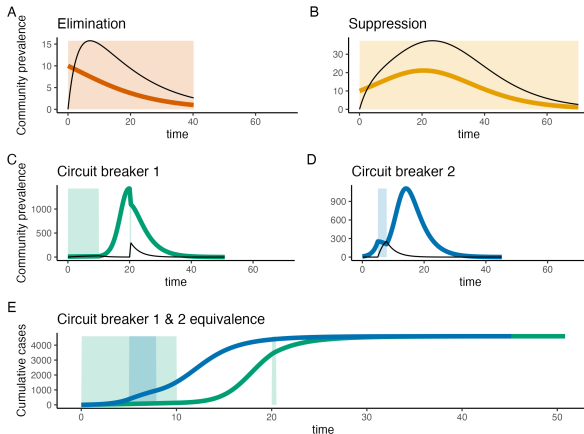 A
Elimination
Community prevalence
15
10
5
0
0 20 40 60
time
B
Suppression
30
20
10
0
0 20 40 60
time
C
Circuit breaker 1
Community prevalence
1000
500
0
0 20 40 60
time
D
Circuit breaker 2
900
600
300
0
0 20 40 60
time
E
Circuit breaker 1 & 2 equivalence
Cumulative cases
4000
3000
2000
1000
0
0 10 20 30 40 50
time